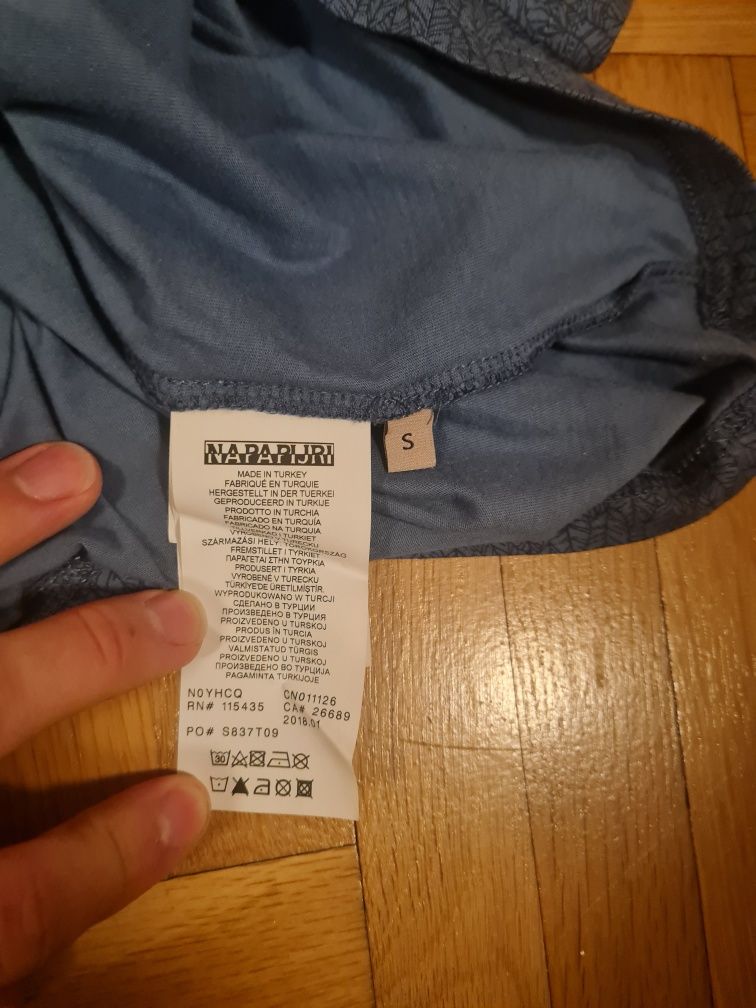 NAPAPIJRI
S
MADE IN TURKEY
FABRIQUÉ EN TURQUIE
HERGESTELLT IN DER TUERKEI
GEPRODUCEERD IN TURKIJE
PRODOTTO IN TURCHIA
FABRICADO EN TURQUÍA
FABRICADO NA TURQUIA
I TURKIET
TURECKU
SZÁRMAZÁSI HELY TÖRÖKORSZÁG
FREMSTILLET I TYRKIET
ΠΑΡΑΓΕΤΑΙ ΣΤΗΝ ΤΟΥΡΚΙΑ
PRODUSERT I TYRKIA
VYROBENÉ V TURECKU
TÜRKİYE'DE ÜRETİLMİŞTİR.
WYPRODUKOWANO W TURCJI
СДЕЛАНО В ТУРЦИИ
ПРОИЗВЕДЕНО В ТУРЦИЯ
PROIZVEDENO U TURSKOJ
PRODUS ÎN TURCIA
PROIZVEDENO U TURSKOJ
VALMISTATUD TÜRGIS
PROIZVEDENO U TURSKOJ
ПРОИЗВЕДЕНО ВО ТУРЦИЈА
PAGAMINTA TURKIJOJE
N0YHCQ CN011126
RN# 115435 CA# 26689
2018.01
PO# S837T09
30